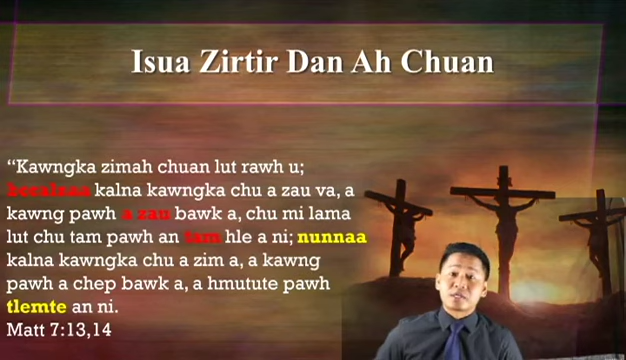 Isua Zirtir Dan Ah Chuan
“Kawngka zimah chuan lut rawh u;
boralnaa kalna kawngka chu a zau va, a
kawng pawh a zau bawk a, chu mi lama
lut chu tam pawh an tam hle a ni; nunnaa
kalna kawngka chu a zim a, a kawng
pawh a chep bawk a, a hmutute pawh
tlemte an ni.
Matt 7:13,14